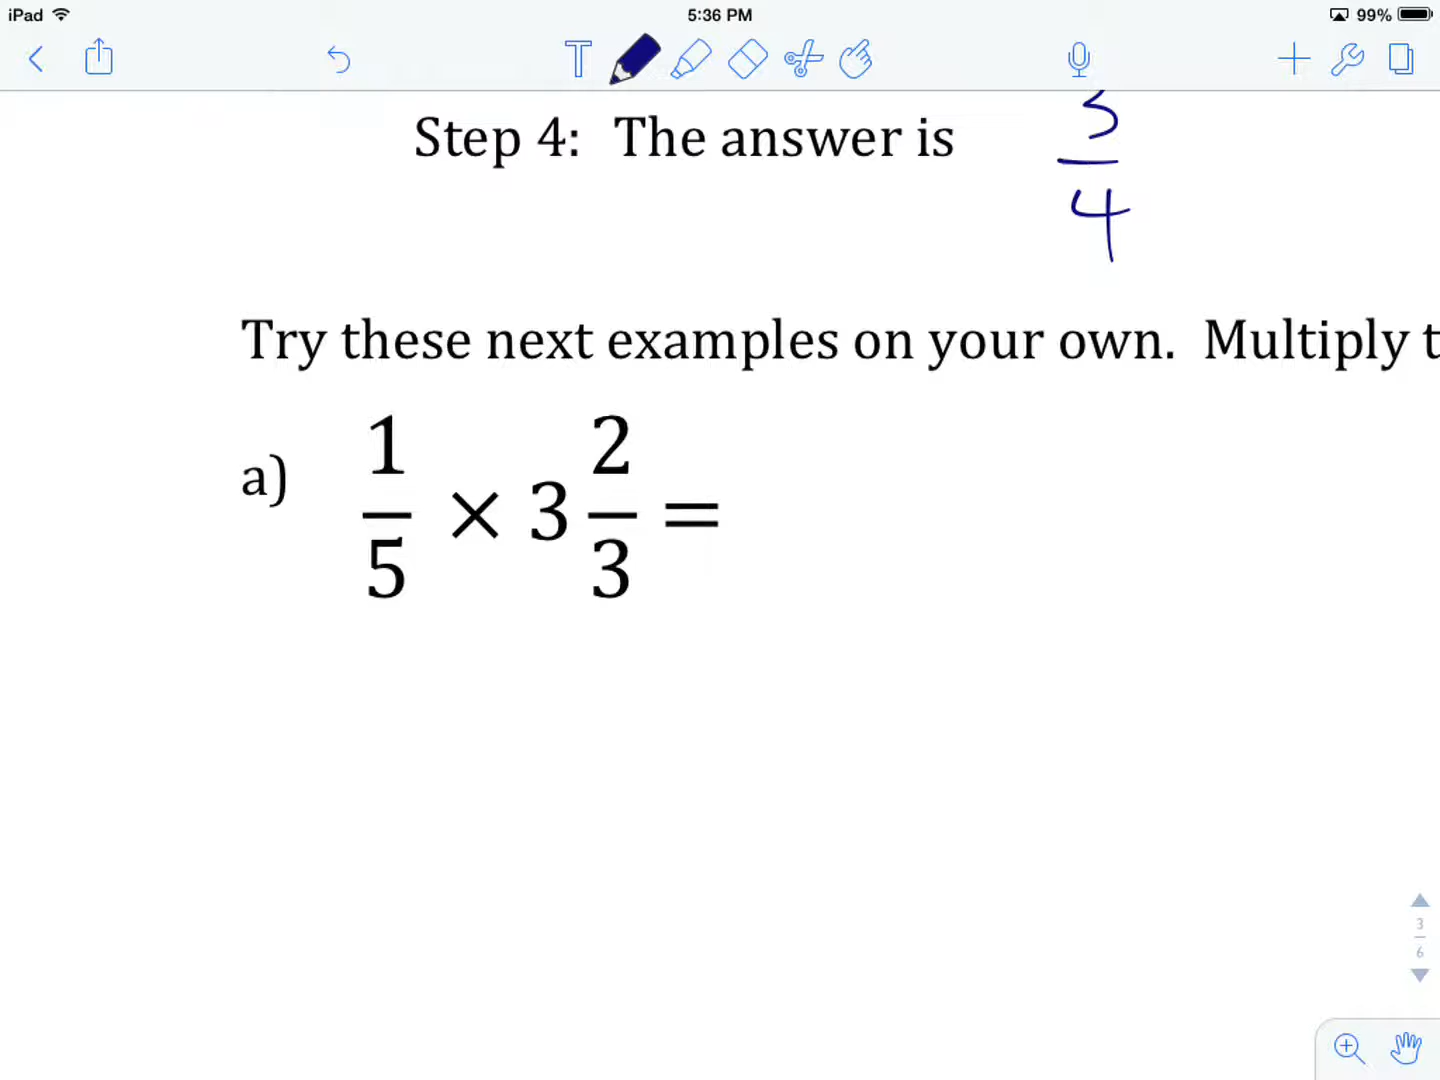 iPad 5:36 PM 99%
T
Step 4: The answer is
4
Try these next examples on your own. Multiply t
a) 1/5 × 3 2/3 =
3
6